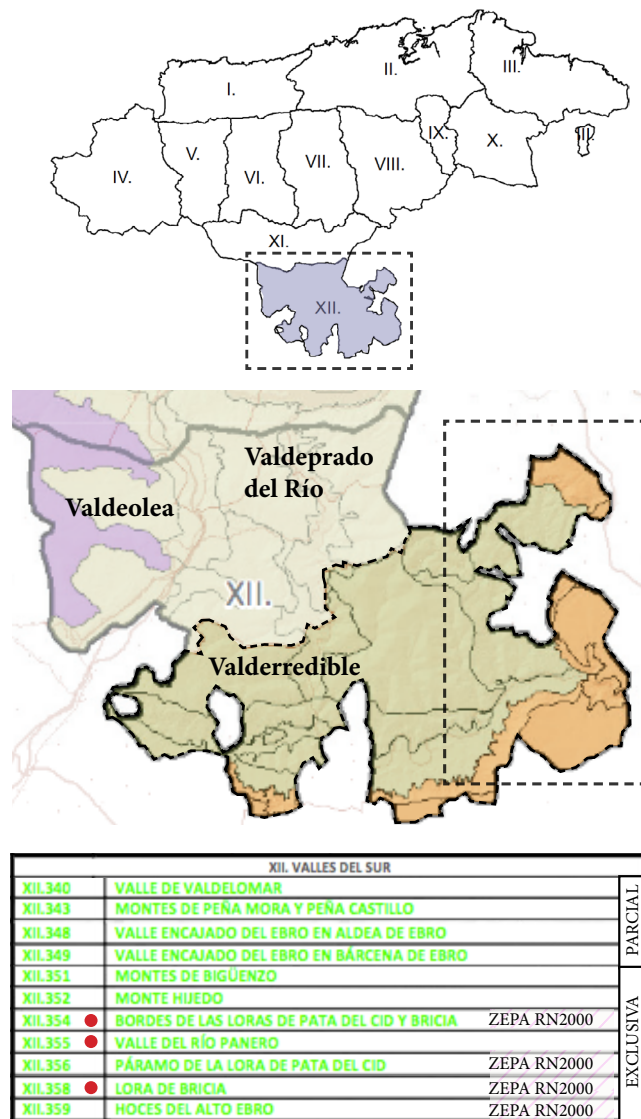 I.
II.
III.
IV.
V.
VI.
VII.
VIII.
IX.
X.
III.
XI.
XII.
Valdeprado
del Río
Valdeolea
XII.
Valderredible
XII. VALLES DEL SUR
XII.340 VALLE DE VALDELOMAR
XII.343 MONTES DE PEÑA MORA Y PEÑA CASTILLO
XII.348 VALLE ENCAJADO DEL EBRO EN ALDEA DE EBRO
XII.349 VALLE ENCAJADO DEL EBRO EN BÁRCENA DE EBRO
PARCIAL
XII.351 MONTES DE BIGÜENZO
XII.352 MONTE HIJEDO
XII.354 BORDES DE LAS LORAS DE PATA DEL CID Y BRICIA ZEPA RN2000
XII.355 VALLE DEL RÍO PANERO
XII.356 PÁRAMO DE LA LORA DE PATA DEL CID ZEPA RN2000
XII.358 LORA DE BRICIA ZEPA RN2000
XII.359 HOCES DEL ALTO EBRO ZEPA RN2000
EXCLUSIVA